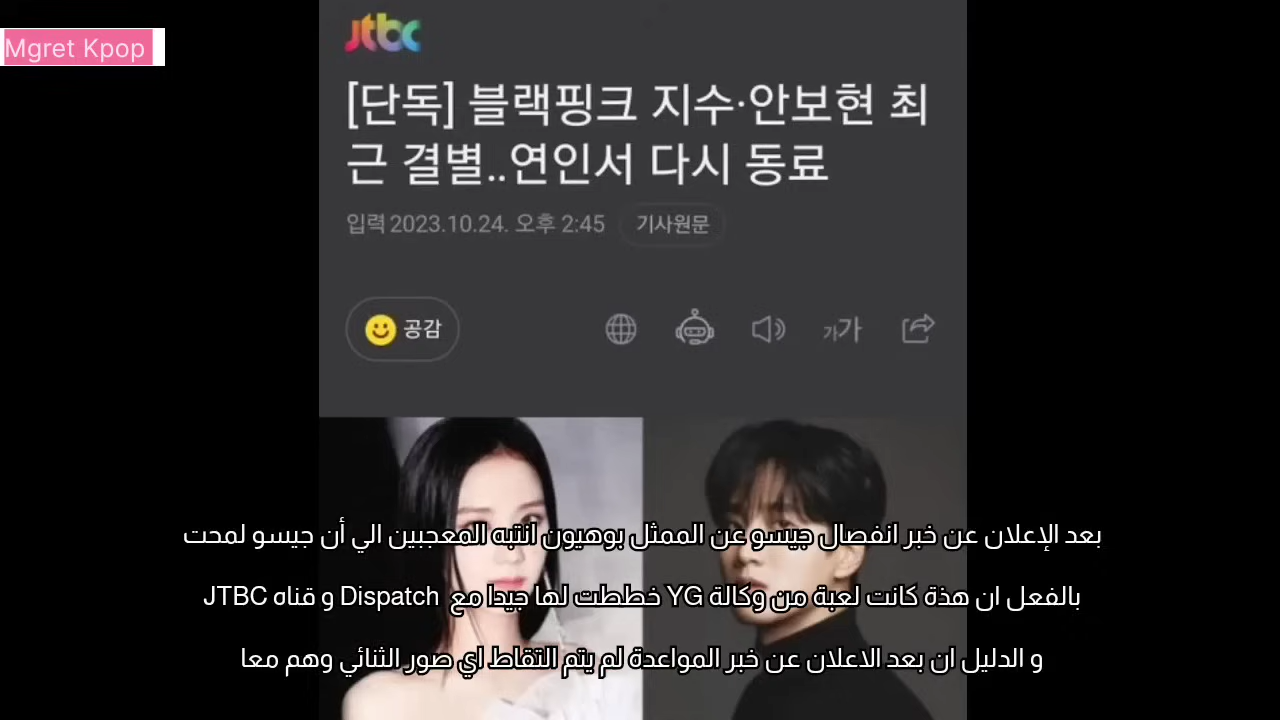 Mgret Kpop
jtbc
[단독] 블랙핑크 지수·안보현 최
근 결별..연인서 다시 동료
입력 2023.10.24. 오후 2:45 기사원문
공감 가가
بعد الإعلان عن خبر انفصال جيسو عن الممثل بوهيون انتبه المعجبين الي أن جيسو لمحت
بالفعل ان هذة كانت لعبة من وكالة YG خططت لها جيدا مع Dispatch و قناه JTBC
و الدليل ان بعد الاعلان عن خبر المواعدة لم يتم التقاط اي صور الثنائي وهم معا